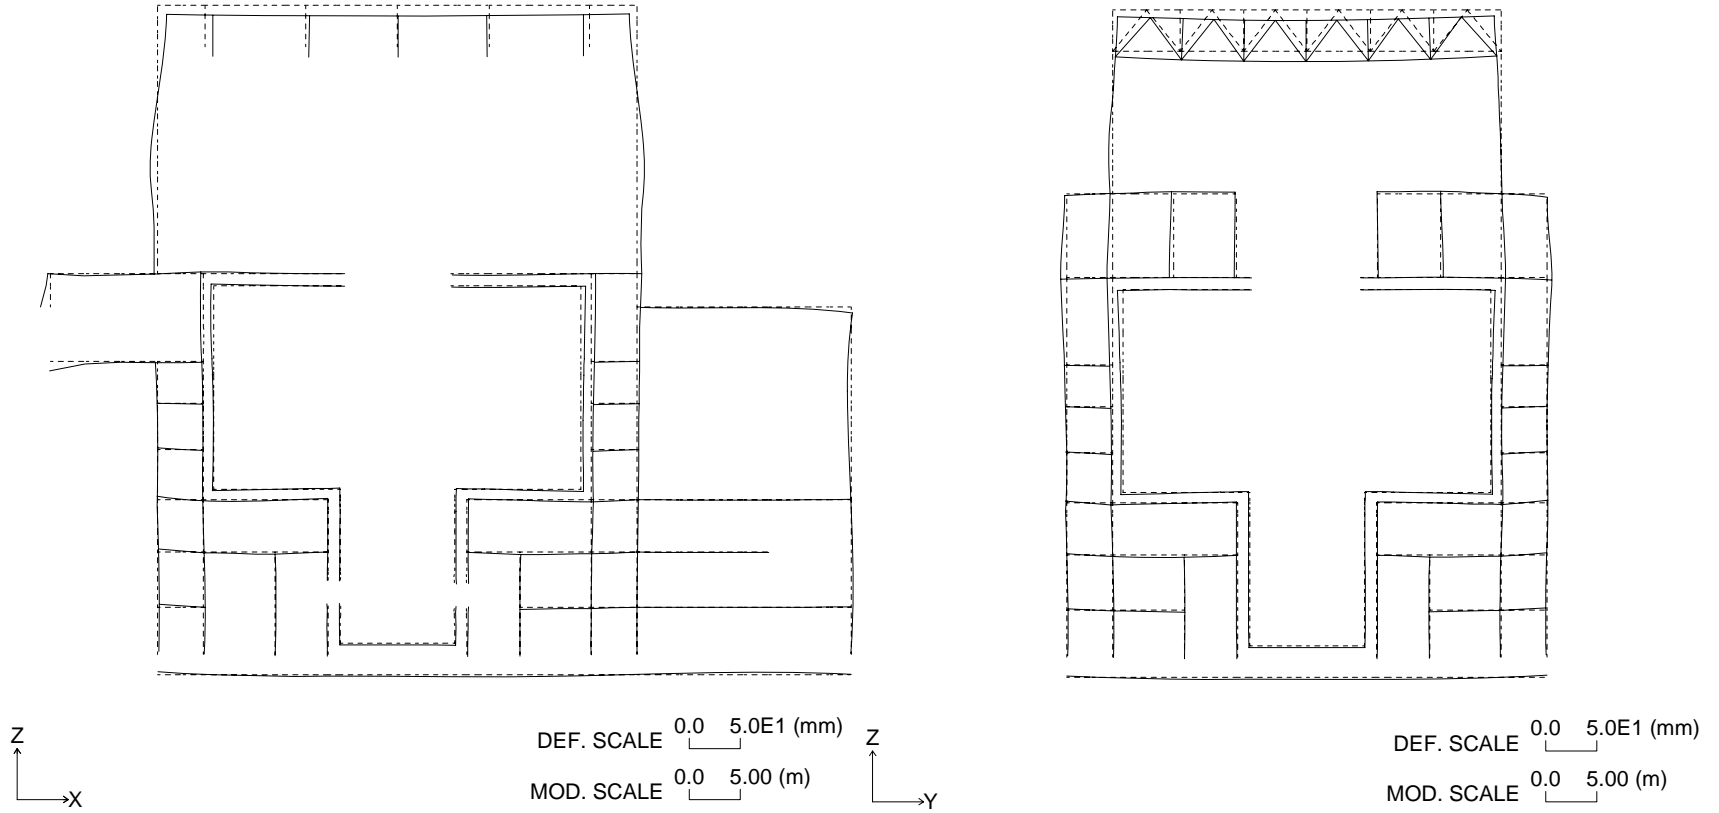 Z
X
DEF. SCALE 0.0 5.0E1 (mm)
MOD. SCALE 0.0 5.00 (m)
Z
Y
DEF. SCALE 0.0 5.0E1 (mm)
MOD. SCALE 0.0 5.00 (m)